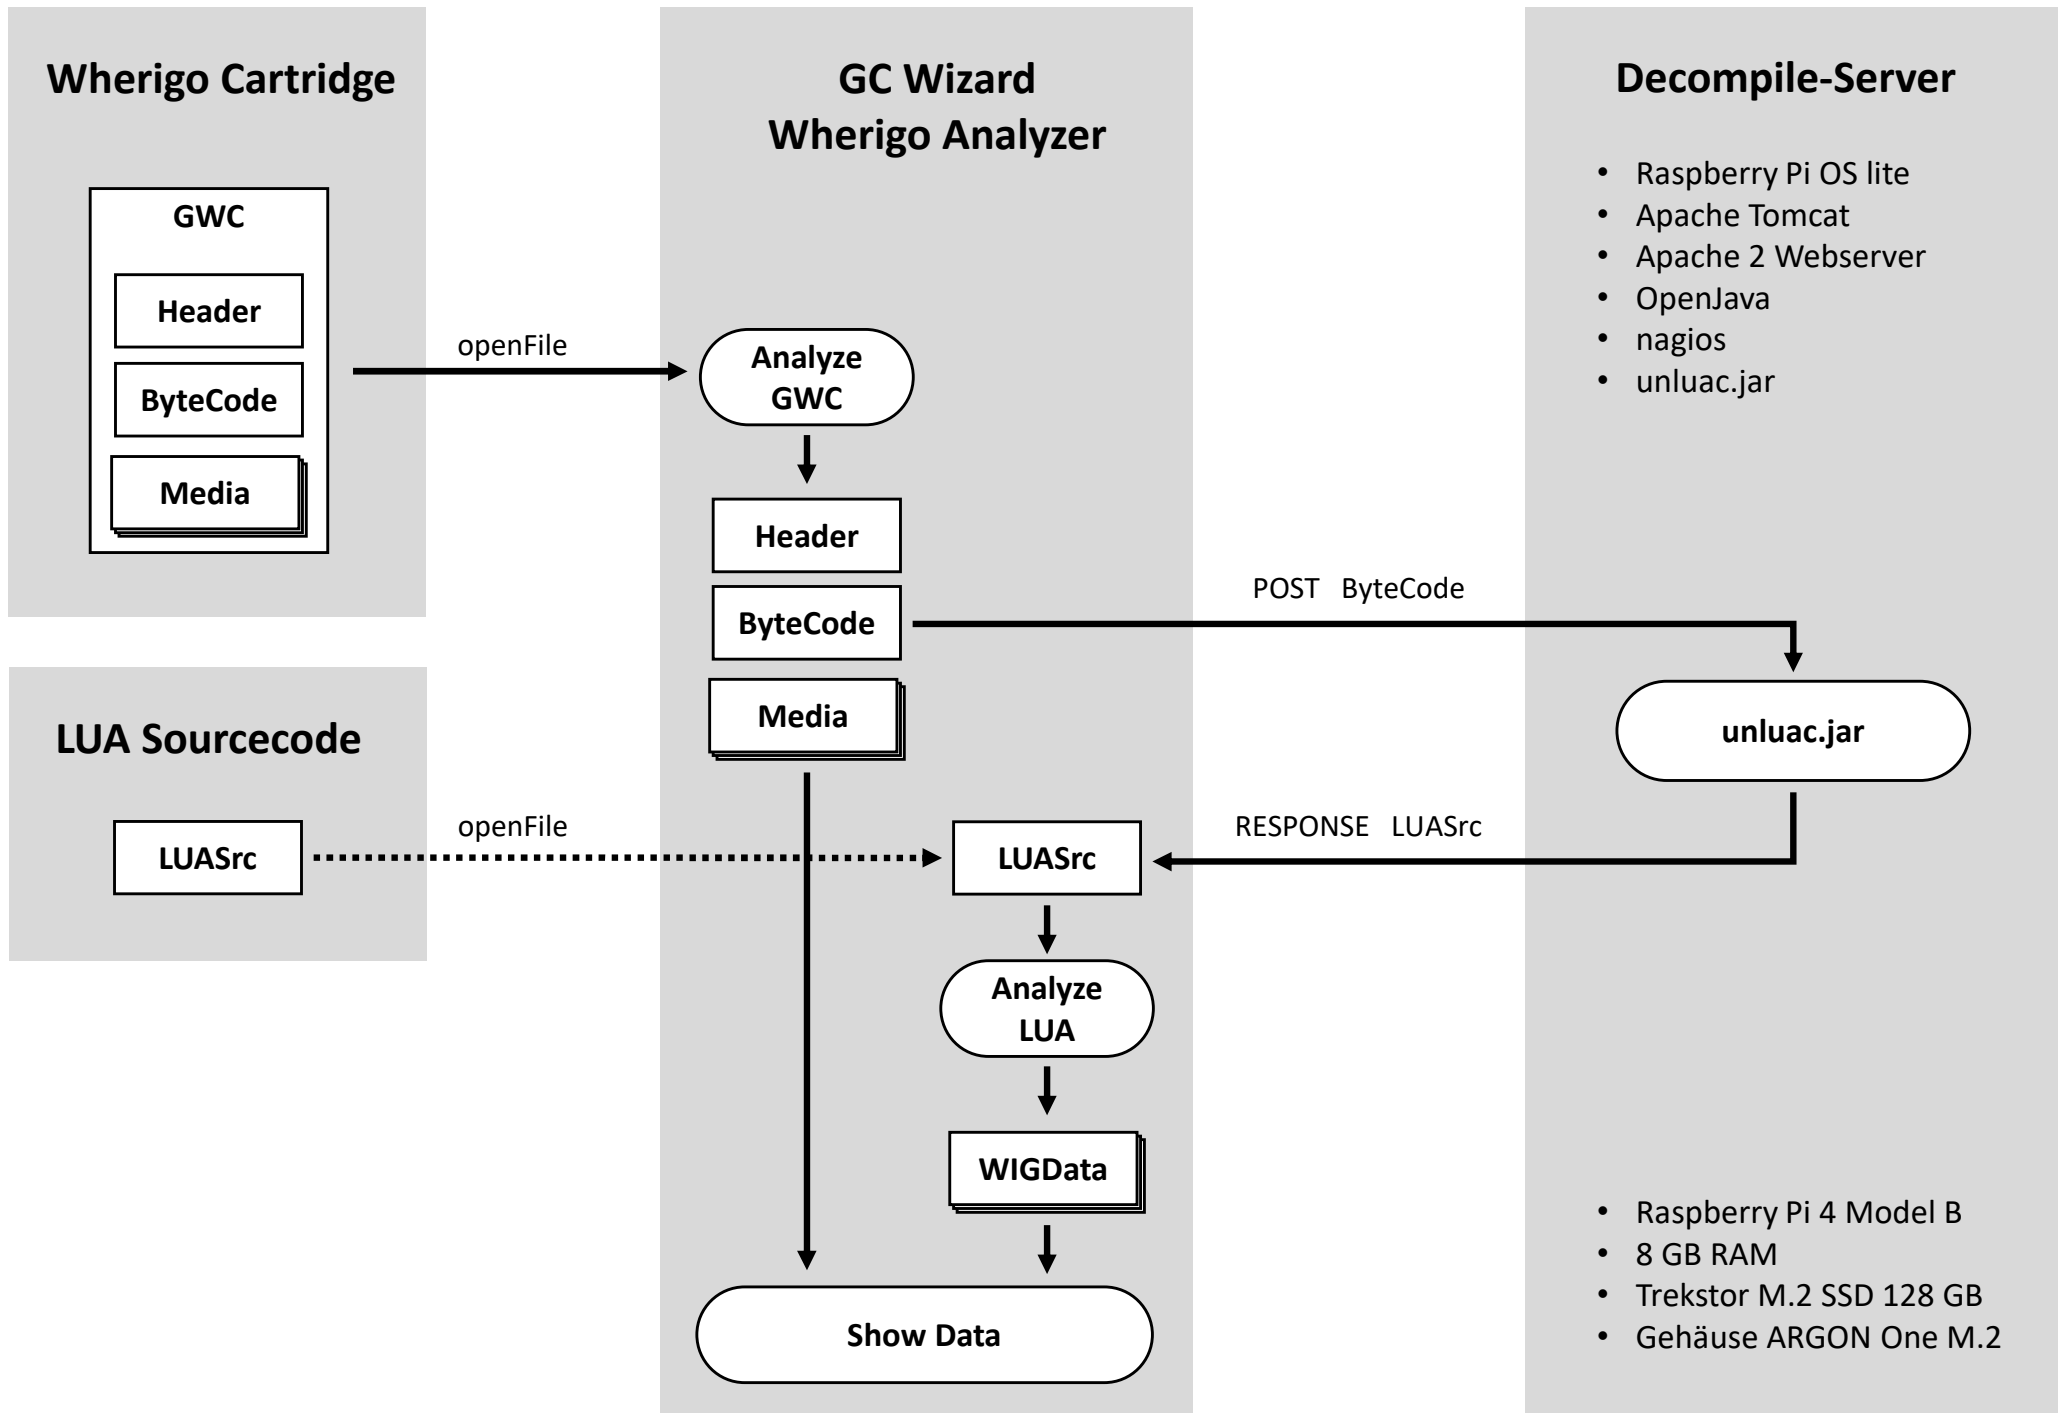 Wherigo Cartridge
GWC
Header
ByteCode
Media
openFile
LUA Sourcecode
LUASrc
openFile
GC Wizard
Wherigo Analyzer
Analyze
GWC
Header
ByteCode
Media
LUASrc
Analyze
LUA
WIGData
Show Data
POST ByteCode
RESPONSE LUASrc
Decompile-Server
• Raspberry Pi OS lite
• Apache Tomcat
• Apache 2 Webserver
• OpenJava
• nagios
• unluac.jar
unluac.jar
• Raspberry Pi 4 Model B
• 8 GB RAM
• Trekstor M.2 SSD 128 GB
• Gehäuse ARGON One M.2